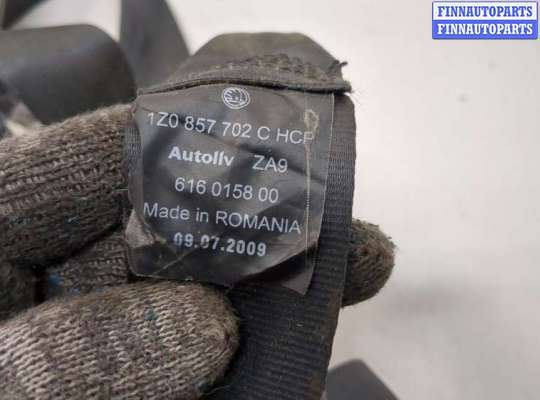 FINNAUTOPARTS
FINNAUTOPARTS
1Z0 857 702 C HCP
Autoliv ZA9
616 0158 00
Made in ROMANIA
09.07.2009